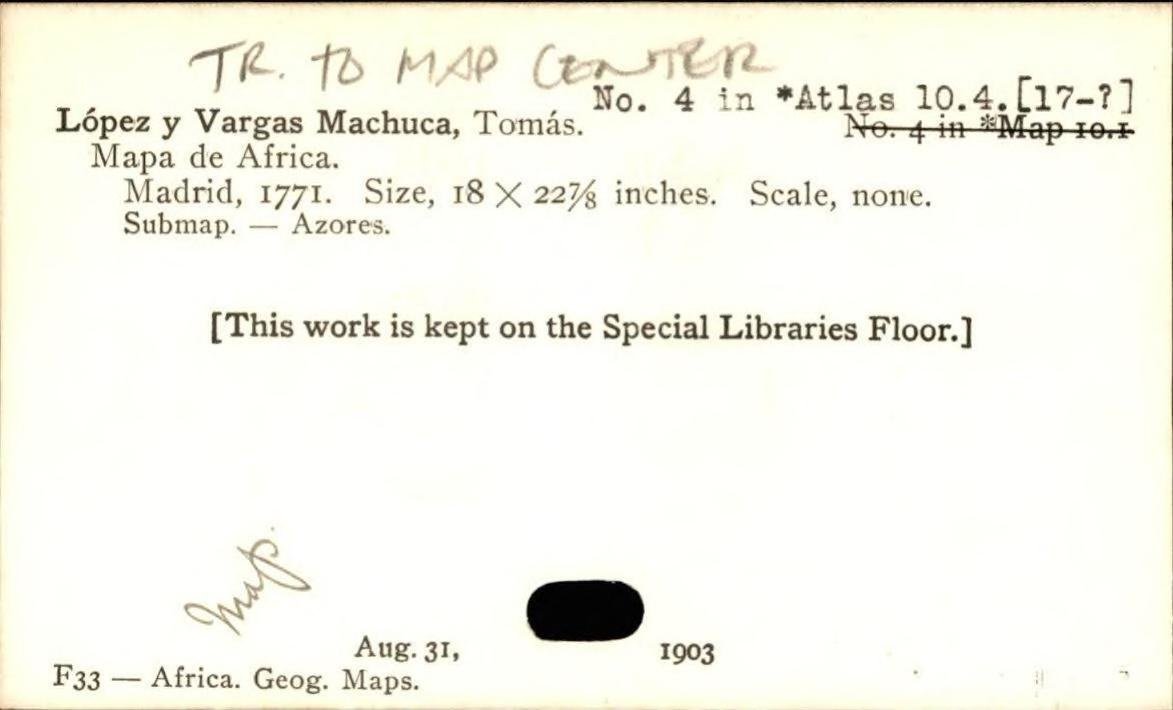 TR. TO MAP CENTER
No. 4 in *Atlas 10.4.[17-?]
López y Vargas Machuca, Tomás. No. 4 in *Map 10.1
Mapa de Africa.
Madrid, 1771. Size, 18 × 22⅞ inches. Scale, none.
Submap. — Azores.
[This work is kept on the Special Libraries Floor.]
Map.
Aug. 31, 1903
F33 — Africa. Geog. Maps.